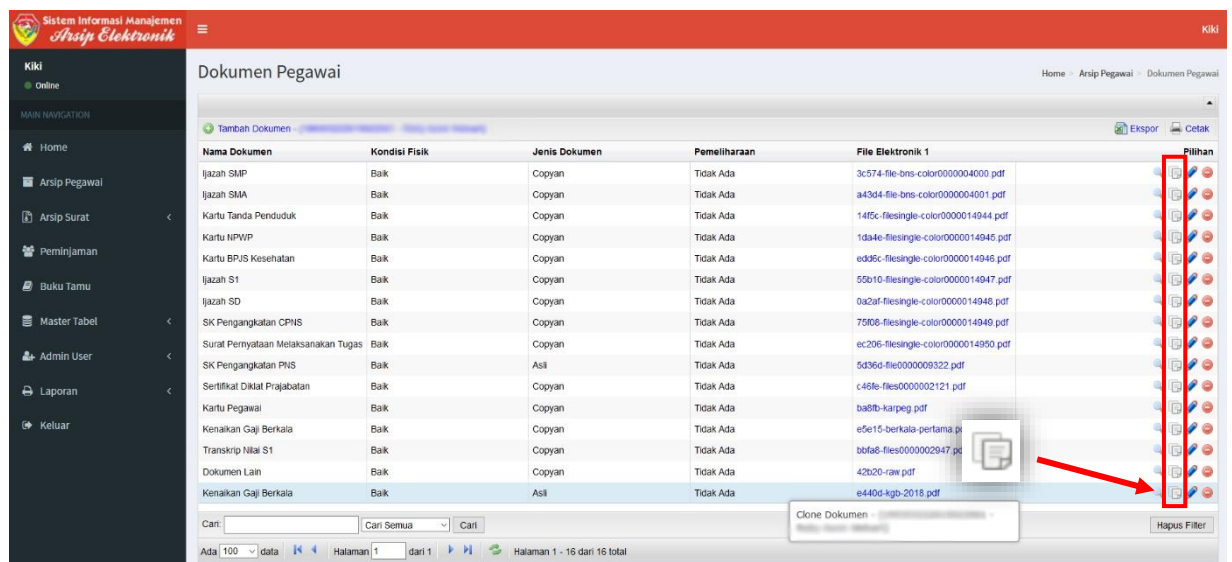 Sistem Informasi Manajemen
Arsip Elektronik
Kiki
Kiki
Online
MAIN NAVIGATION
Home
Arsip Pegawai
Arsip Surat
Peminjaman
Buku Tamu
Master Tabel
Admin User
Laporan
Keluar
Dokumen Pegawai
Home > Arsip Pegawai > Dokumen Pegawai
Tambah Dokumen -
Ekspor Cetak
Nama Dokumen Kondisi Fisik Jenis Dokumen Pemeliharaan File Elektronik 1 Pilihan
Ijazah SMP Baik Copyan Tidak Ada 3c574-file-bns-color0000004000.pdf
Ijazah SMA Baik Copyan Tidak Ada a43d4-file-bns-color0000004001.pdf
Kartu Tanda Penduduk Baik Copyan Tidak Ada 14f5c-filesingle-color0000014944.pdf
Kartu NPWP Baik Copyan Tidak Ada 1da4e-filesingle-color0000014945.pdf
Kartu BPJS Kesehatan Baik Copyan Tidak Ada edd6c-filesingle-color0000014946.pdf
Ijazah S1 Baik Copyan Tidak Ada 55b10-filesingle-color0000014947.pdf
Ijazah SD Baik Copyan Tidak Ada 0a2af-filesingle-color0000014948.pdf
SK Pengangkatan CPNS Baik Copyan Tidak Ada 75f08-filesingle-color0000014949.pdf
Surat Pernyataan Melaksanakan Tugas Baik Copyan Tidak Ada ec206-filesingle-color0000014950.pdf
SK Pengangkatan PNS Baik Asli Tidak Ada 5d36d-file0000009322.pdf
Sertifikat Diklat Prajabatan Baik Copyan Tidak Ada c46fe-files0000002121.pdf
Kartu Pegawai Baik Copyan Tidak Ada ba8fb-karpeg.pdf
Kenaikan Gaji Berkala Baik Copyan Tidak Ada e5e15-berkala-pertama.p
Transkrip Nilai S1 Baik Copyan Tidak Ada bbfa8-files0000002947.pd
Dokumen Lain Baik Copyan Tidak Ada 42b20-raw.pdf
Kenaikan Gaji Berkala Baik Asli Tidak Ada e440d-kgb-2018.pdf
Clone Dokumen -
Cari: Cari Semua Cari Hapus Filter
Ada 100 data Halaman 1 dari 1 Halaman 1 - 16 dari 16 total